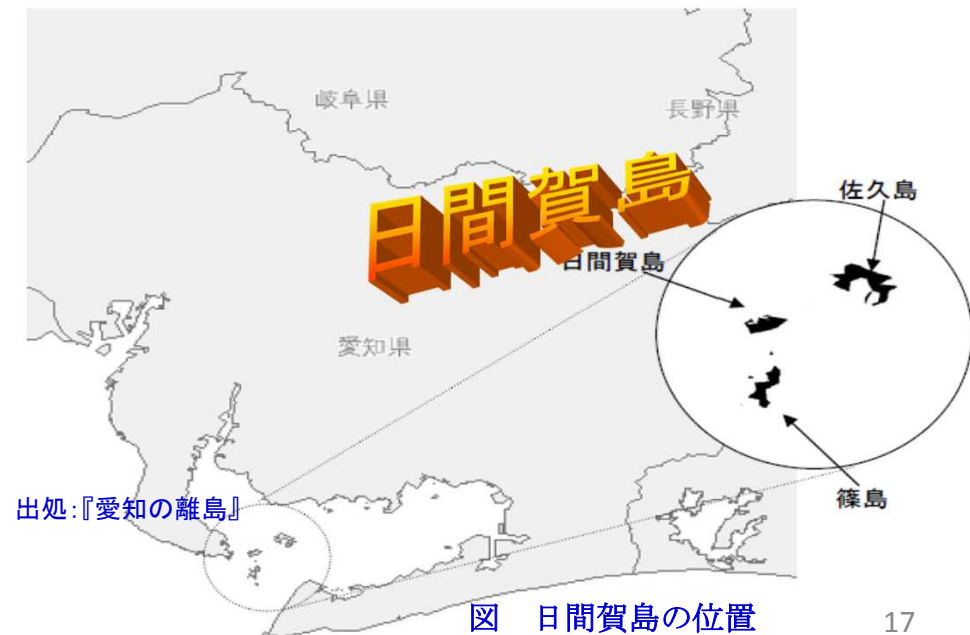 岐阜県
長野県
日間賀島
佐久島
日間賀島
愛知県
篠島
出処:『愛知の離島』
図　日間賀島の位置
17